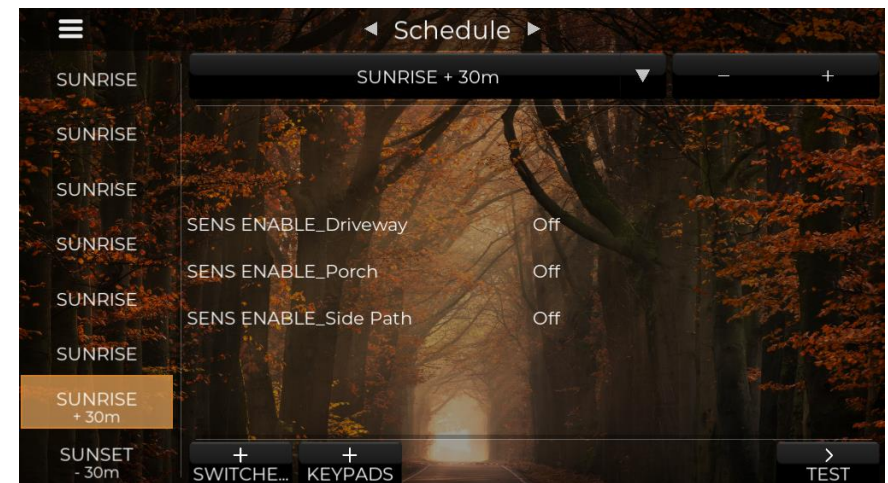 Schedule
SUNRISE + 30m
− +
SUNRISE
SUNRISE
SUNRISE
SUNRISE
SUNRISE
SUNRISE
SUNRISE
+ 30m
SUNSET
- 30m
SENS ENABLE_Driveway Off
SENS ENABLE_Porch Off
SENS ENABLE_Side Path Off
+ SWITCHE...
+ KEYPADS
> TEST